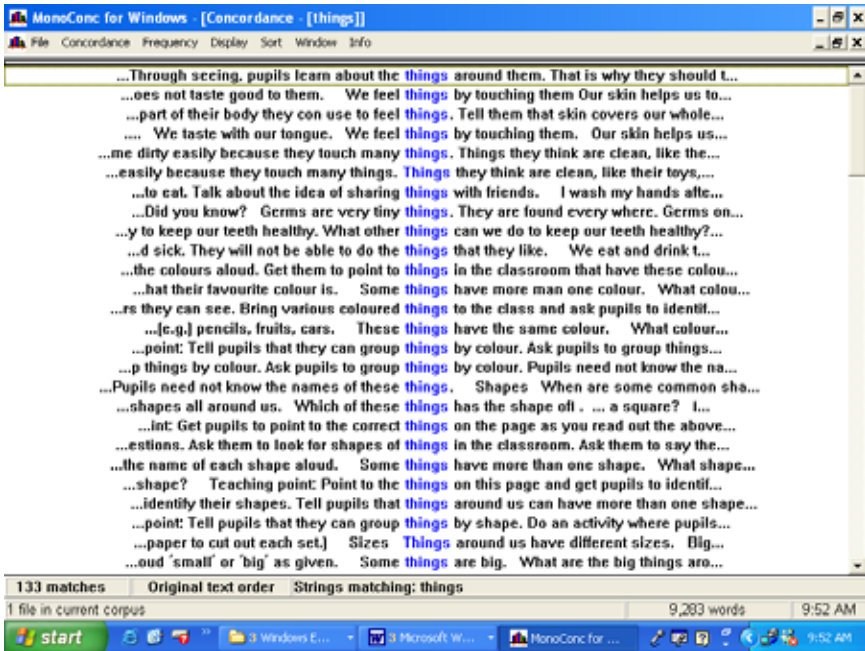 MonoConc for Windows - [Concordance - [things]]
File Concordance Frequency Display Sort Window Info
...Through seeing, pupils learn about the things around them. That is why they should t...
...oes not taste good to them. We feel things by touching them Our skin helps us to...
...part of their body they con use to feel things. Tell them that skin covers our whole...
.... We taste with our tongue. We feel things by touching them. Our skin helps us...
...me dirty easily because they touch many things. Things they think are clean, like the...
...easily because they touch many things. Things they think are clean, like their toys,...
...to eat. Talk about the idea of sharing things with friends. I wash my hands afte...
...Did you know? Germs are very tiny things. They are found every where. Germs on...
...y to keep our teeth healthy. What other things can we do to keep our teeth healthy?...
...d sick. They will not be able to do the things that they like. We eat and drink t...
...the colours aloud. Get them to point to things in the classroom that have these colou...
...hat their favourite colour is. Some things have more man one colour. What colou...
...rs they can see. Bring various coloured things to the class and ask pupils to identif...
...[e.g.] pencils, fruits, cars. These things have the same colour. What colour...
...point: Tell pupils that they can group things by colour. Ask pupils to group things...
...p things by colour. Ask pupils to group things by colour. Pupils need not know the na...
...Pupils need not know the names of these things. Shapes When are some common sha...
...shapes all around us. Which of these things has the shape ofl . .... a square? I...
...int: Get pupils to point to the correct things on the page as you read out the above...
...estions. Ask them to look for shapes of things in the classroom. Ask them to say the...
...the name of each shape aloud. Some things have more than one shape. What shape...
...shape? Teaching point: Point to the things on this page and get pupils to identif...
...identify their shapes. Tell pupils that things around us can have more than one shape...
...point: Tell pupils that they can group things by shape. Do an activity where pupils...
...paper to cut out each set.] Sizes Things around us have different sizes. Big...
...oud 'small' or 'big' as given. Some things are big. What are the big things aro...
133 matches Original text order Strings matching: things
1 file in current corpus 9,283 words 9:52 AM
start 3 Windows E... 3 Microsoft W... MonoConc for ... 9:52 AM